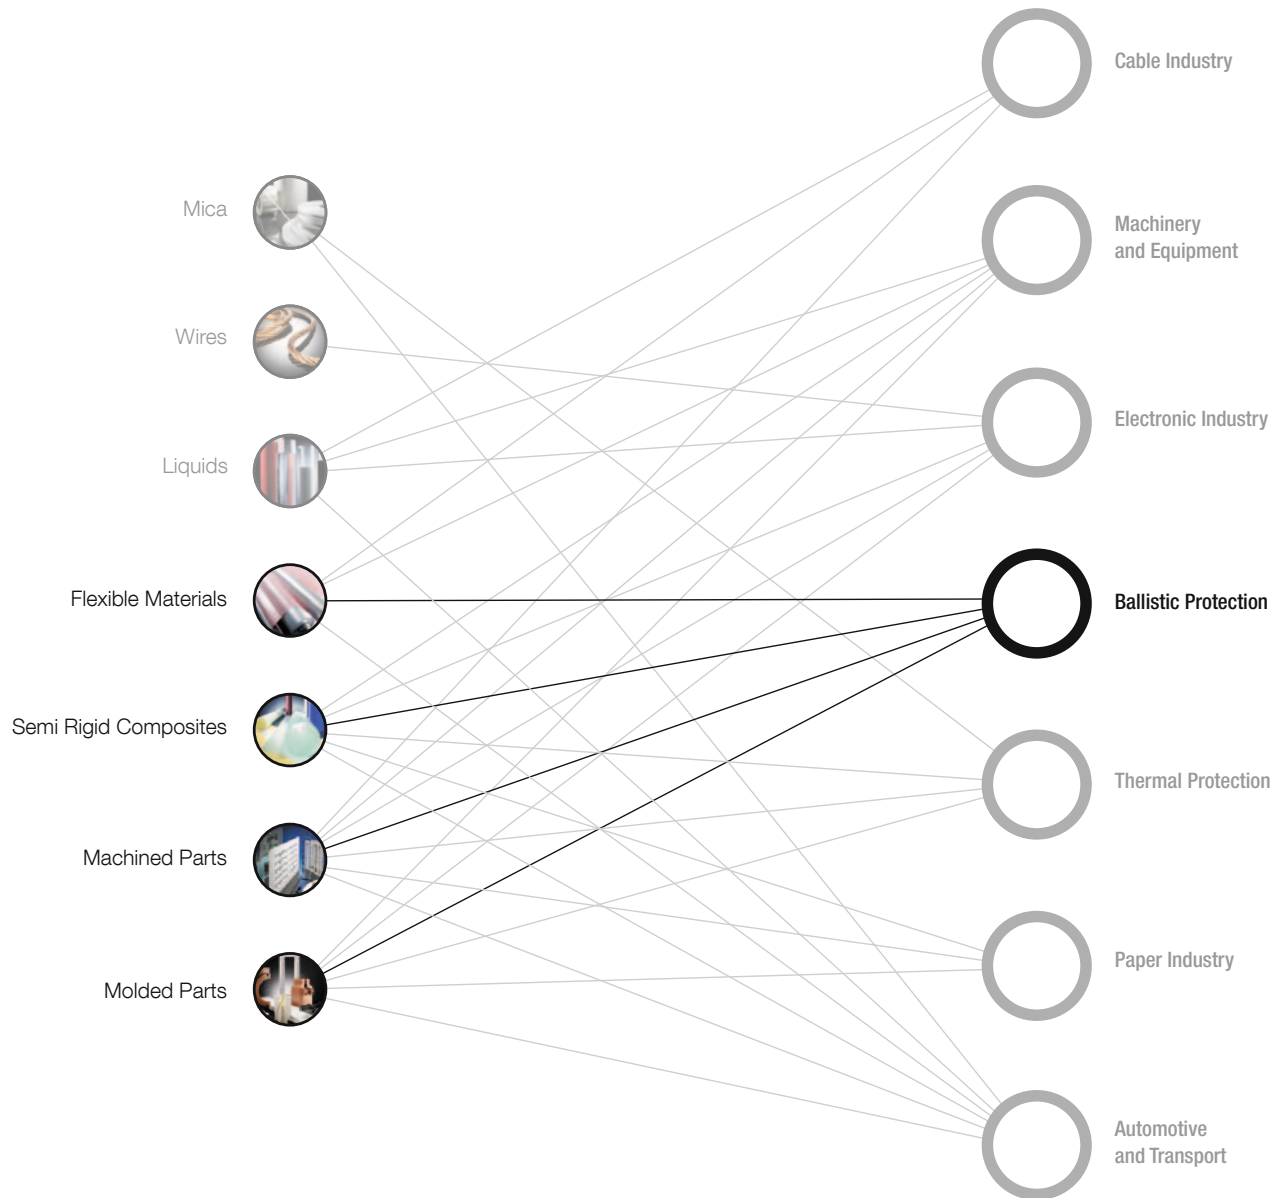 Mica
Wires
Liquids
Flexible Materials
Semi Rigid Composites
Machined Parts
Molded Parts
Cable Industry
Machinery
and Equipment
Electronic Industry
Ballistic Protection
Thermal Protection
Paper Industry
Automotive
and Transport